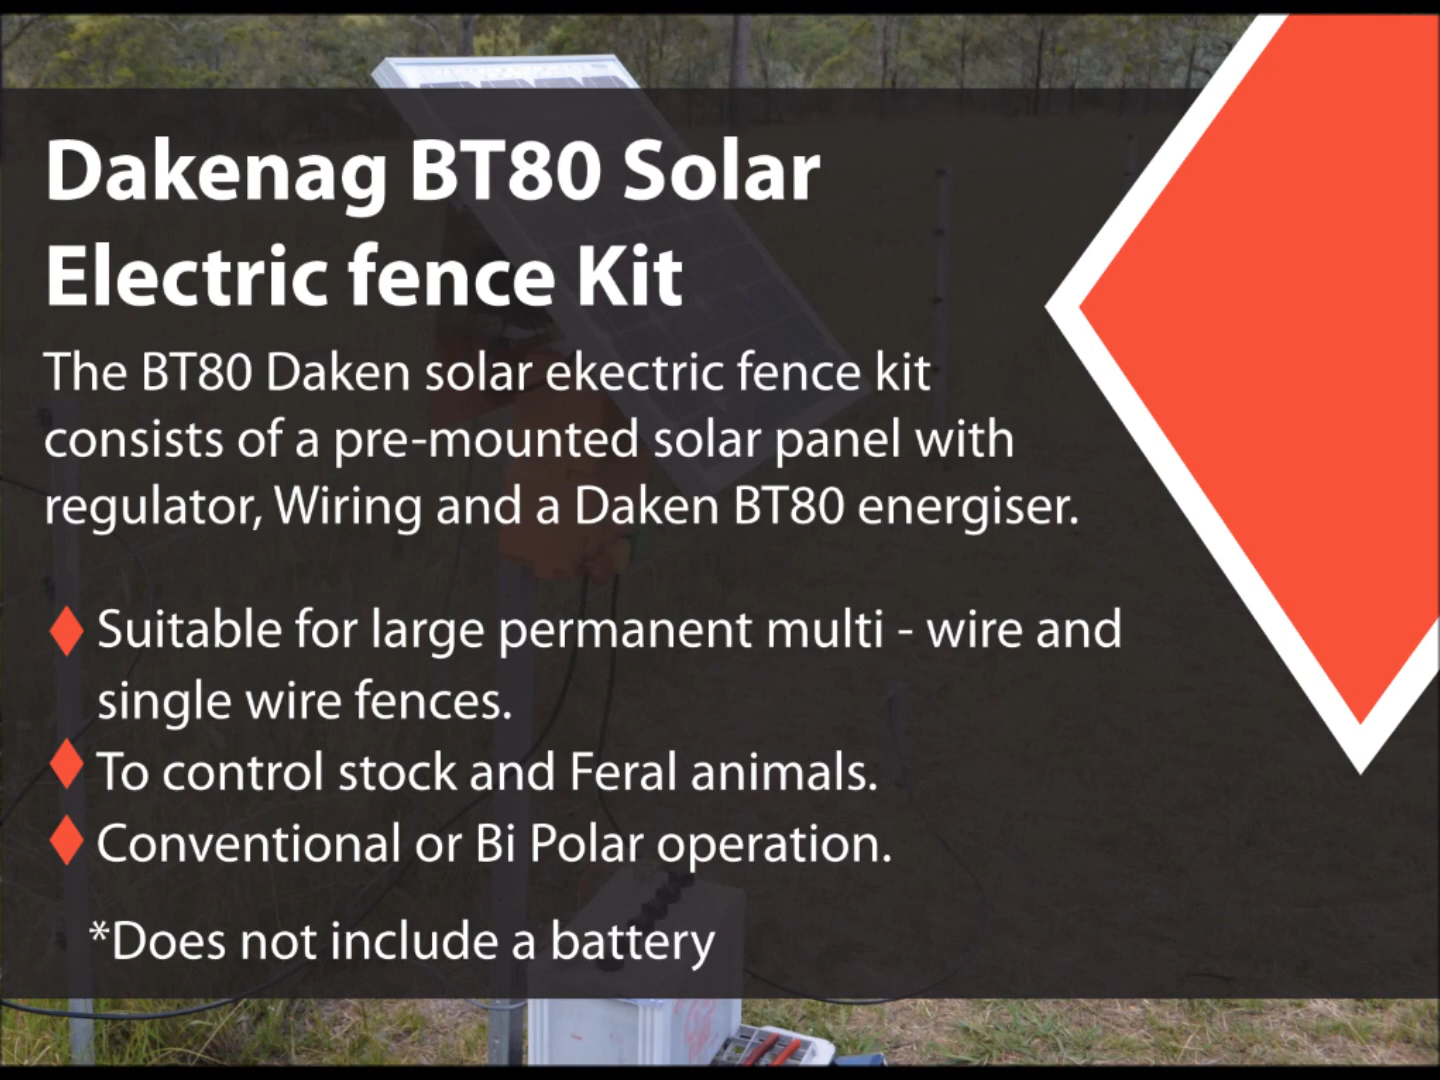 Dakenag BT80 Solar
Electric fence Kit
The BT80 Daken solar ekectric fence kit
consists of a pre-mounted solar panel with
regulator, Wiring and a Daken BT80 energiser.
Suitable for large permanent multi - wire and
single wire fences.
To control stock and Feral animals.
Conventional or Bi Polar operation.
*Does not include a battery